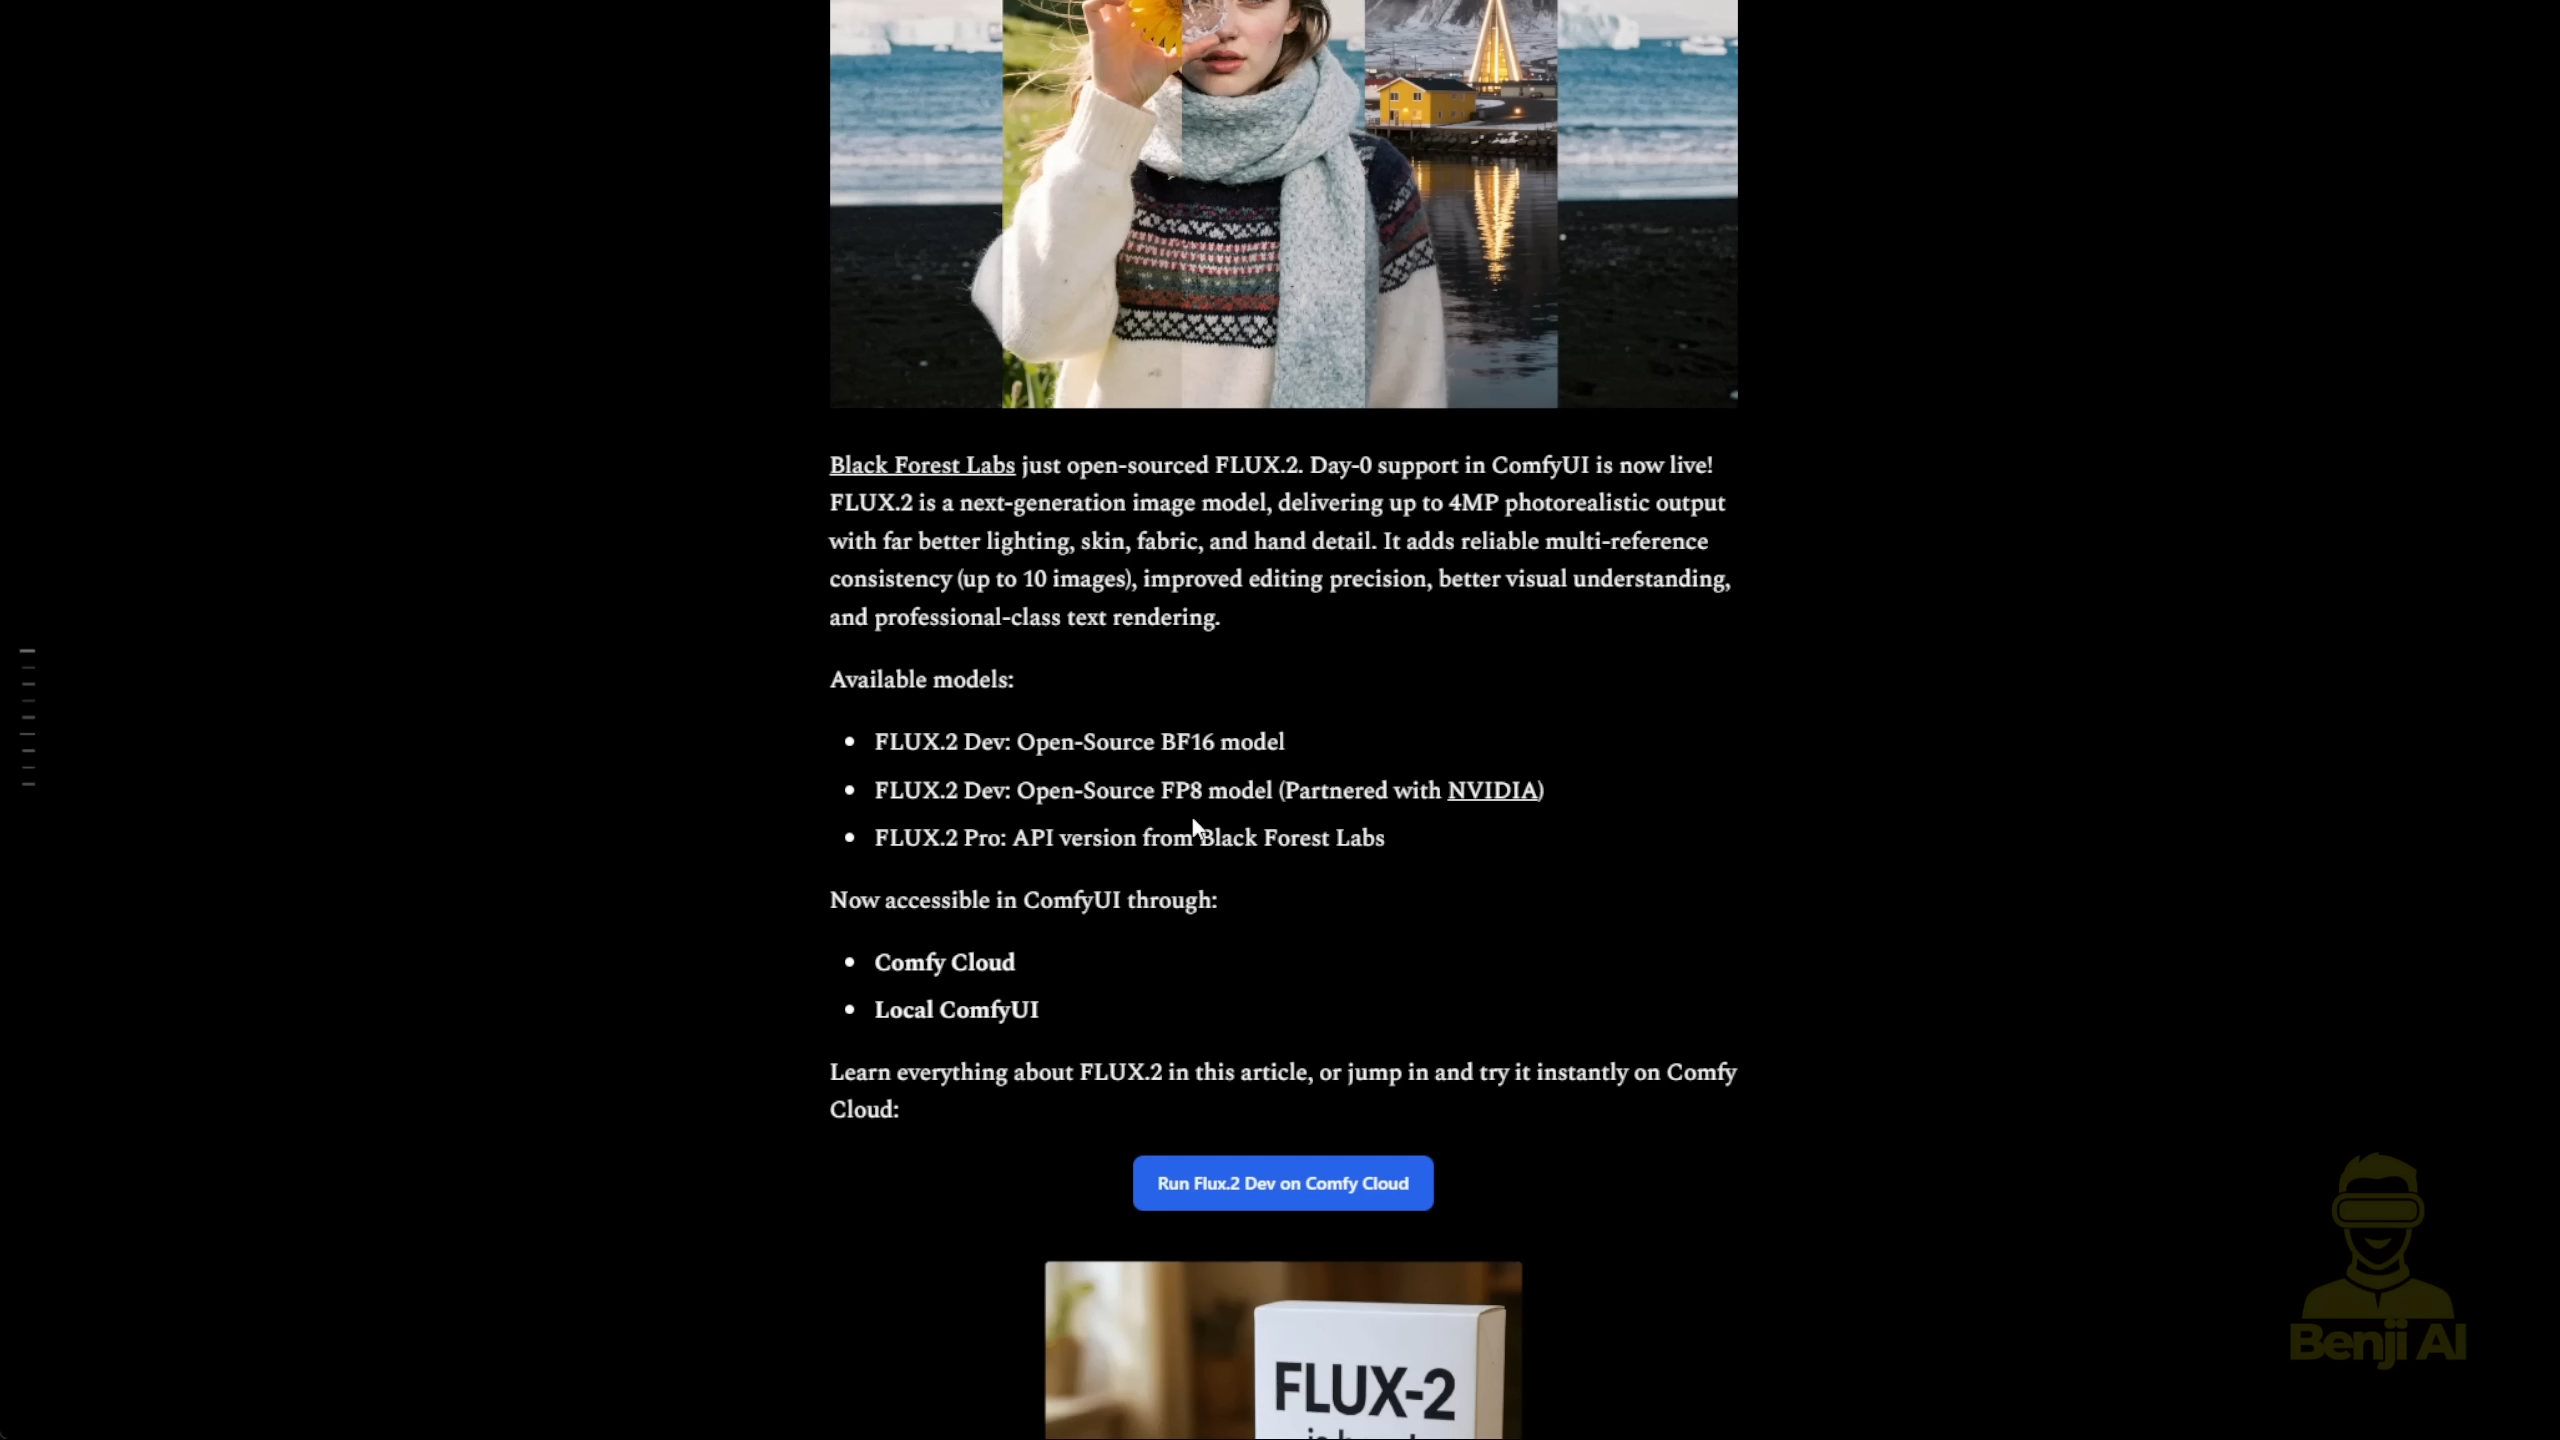 Black Forest Labs just open-sourced FLUX.2. Day-0 support in ComfyUI is now live!
FLUX.2 is a next-generation image model, delivering up to 4MP photorealistic output
with far better lighting, skin, fabric, and hand detail. It adds reliable multi-reference
consistency (up to 10 images), improved editing precision, better visual understanding,
and professional-class text rendering.
Available models:
FLUX.2 Dev: Open-Source BF16 model
FLUX.2 Dev: Open-Source FP8 model (Partnered with NVIDIA)
FLUX.2 Pro: API version from Black Forest Labs
Now accessible in ComfyUI through:
Comfy Cloud
Local ComfyUI
Learn everything about FLUX.2 in this article, or jump in and try it instantly on Comfy
Cloud:
Run Flux.2 Dev on Comfy Cloud
FLUX-2
Benji AI